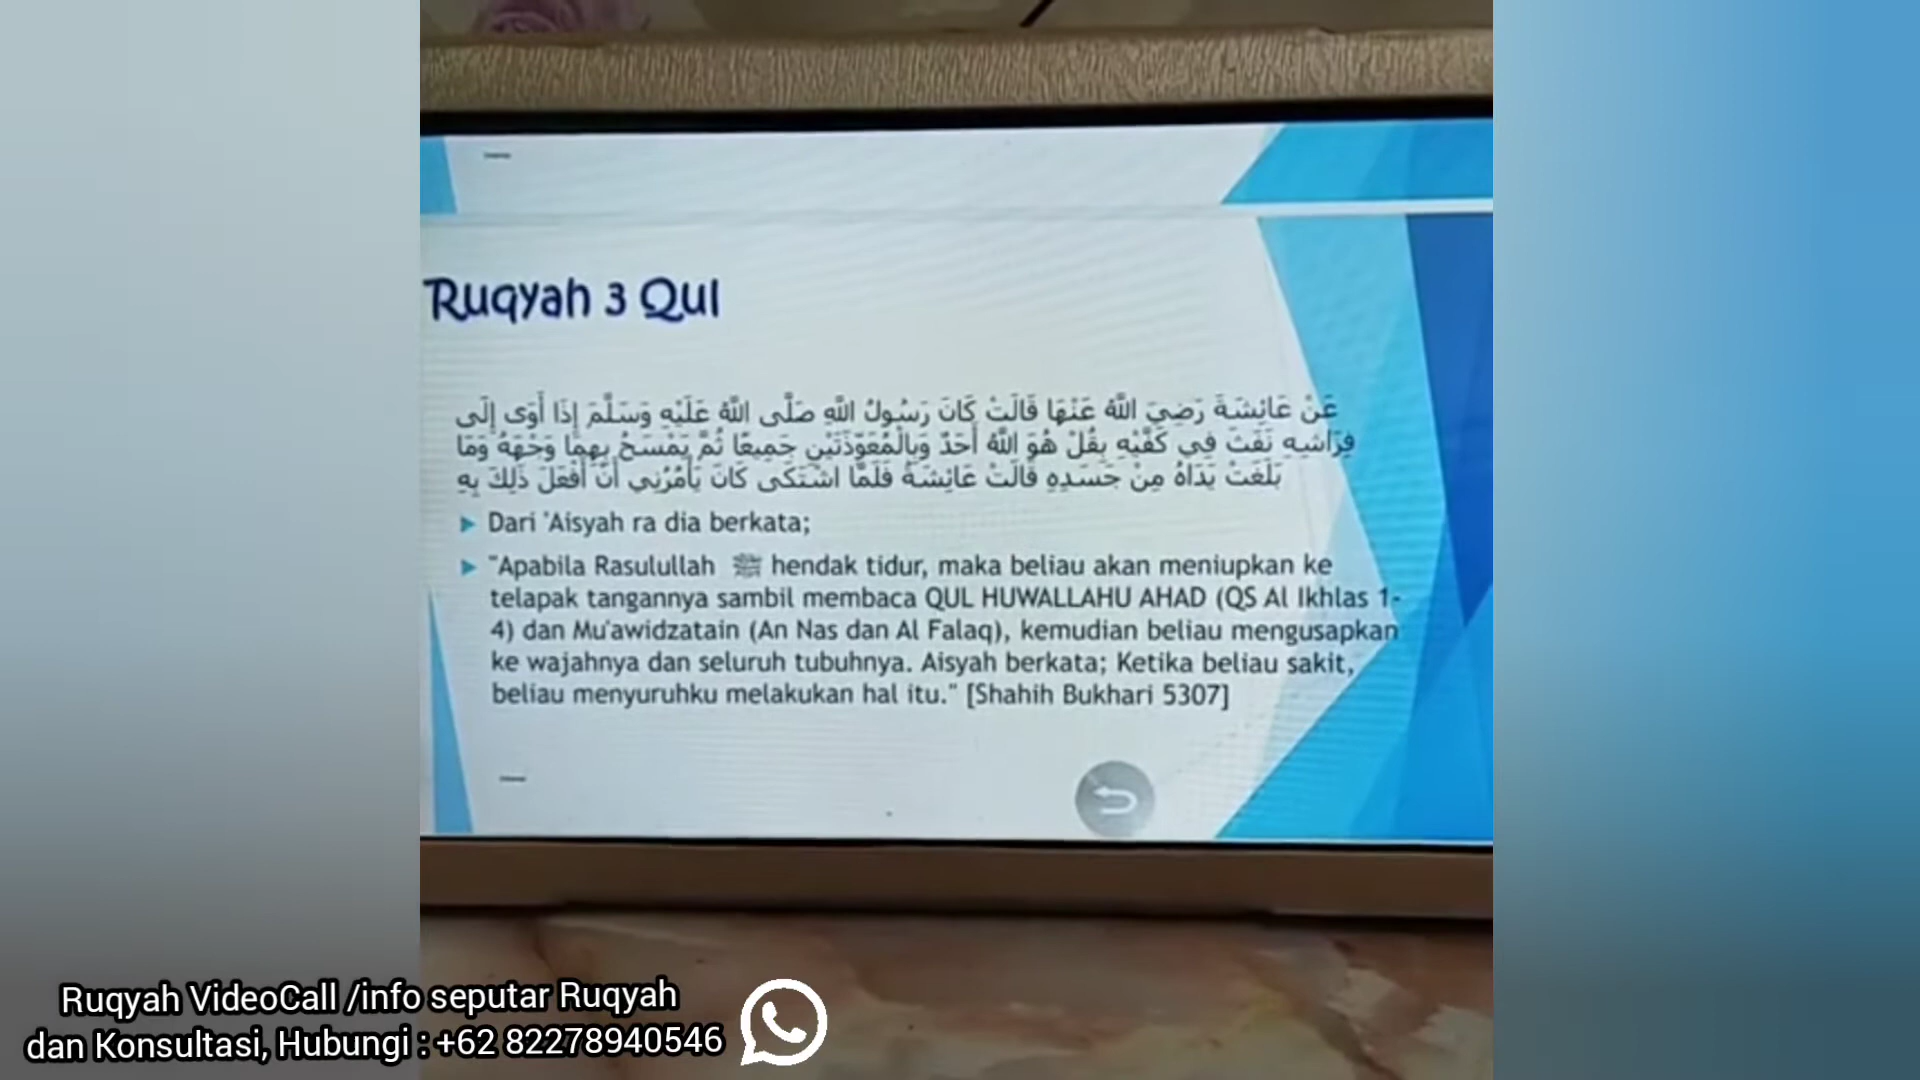 Ruqyah 3 Qul
عَنْ عَائِشَةَ رَضِيَ اللَّهُ عَنْهَا قَالَتْ كَانَ رَسُولُ اللَّهِ صَلَّى اللَّهُ عَلَيْهِ وَسَلَّمَ إِذَا أَوَى إِلَى
فِرَاشِهِ نَفَثَ فِي كَفَّيْهِ بِقُلْ هُوَ اللَّهُ أَحَدٌ وَبِالْمُعَوِّذَتَيْنِ جَمِيعًا ثُمَّ يَمْسَحُ بِهِمَا وَجْهَهُ وَمَا
بَلَغَتْ يَدَاهُ مِنْ جَسَدِهِ قَالَتْ عَائِشَةُ فَلَمَّا اشْتَكَى كَانَ يَأْمُرُنِي أَنْ أَفْعَلَ ذَلِكَ بِهِ
Dari 'Aisyah ra dia berkata;
"Apabila Rasulullah ﷺ hendak tidur, maka beliau akan meniupkan ke
telapak tangannya sambil membaca QUL HUWALLAHU AHAD (QS Al Ikhlas 1-
4) dan Mu'awidzatain (An Nas dan Al Falaq), kemudian beliau mengusapkan
ke wajahnya dan seluruh tubuhnya. Aisyah berkata; Ketika beliau sakit,
beliau menyuruhku melakukan hal itu." [Shahih Bukhari 5307]
Ruqyah VideoCall /info seputar Ruqyah
dan Konsultasi, Hubungi : +62 82278940546